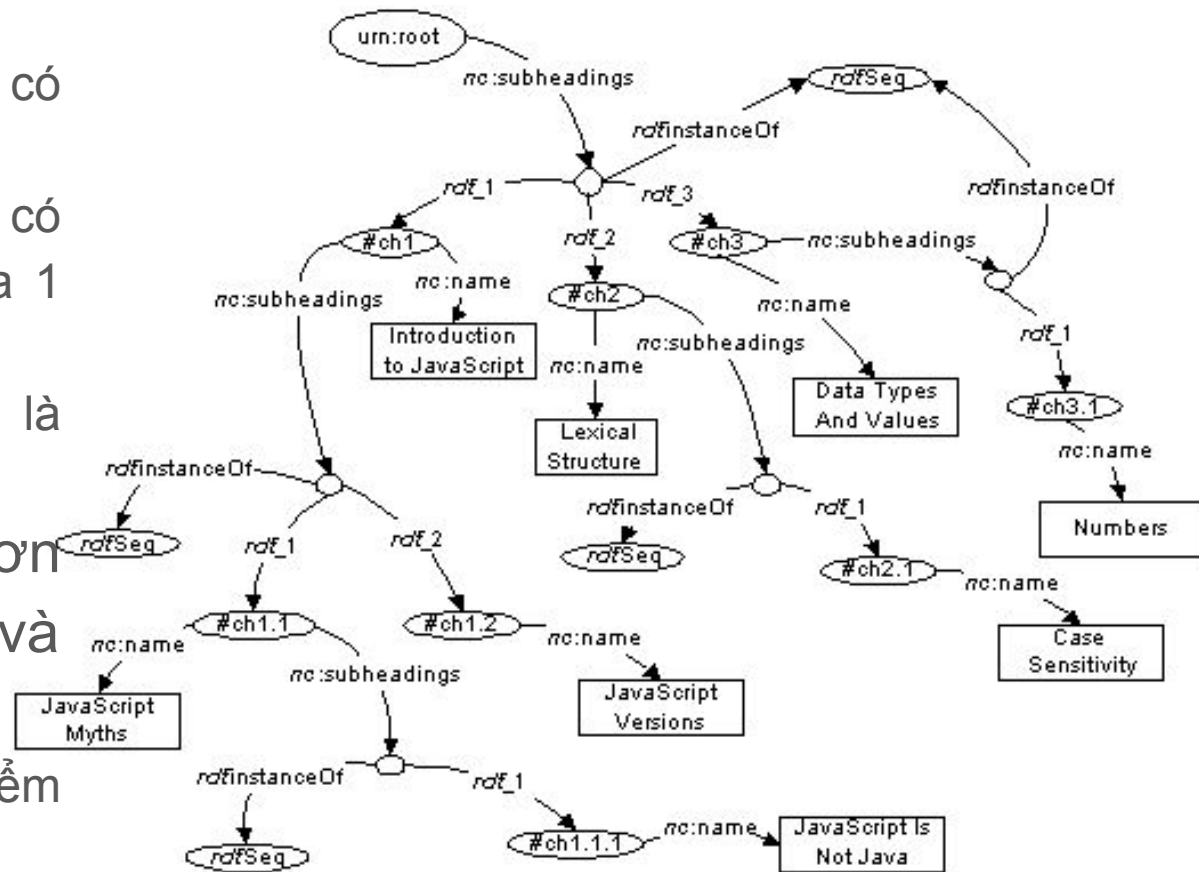 có
có
a 1
là
ơn
và
ểm
urn:root
nc:subheadings
rdf:Seq
rdf:instanceOf
rdf:instanceOf
rdf:_1
rdf:_2
rdf:_3
#ch1
nc:name
Introduction
to JavaScript
nc:subheadings
#ch2
nc:name
Lexical
Structure
nc:subheadings
#ch3
nc:subheadings
nc:name
Data Types
And Values
rdf:_1
#ch3.1
nc:name
Numbers
rdf:instanceOf
rdf:Seq
rdf:_1
rdf:_2
#ch1.1
#ch1.2
nc:name
JavaScript
Myths
nc:subheadings
nc:name
JavaScript
Versions
rdf:instanceOf
rdf:Seq
rdf:_1
#ch2.1
nc:name
Case
Sensitivity
rdf:instanceOf
rdf:Seq
rdf:_1
#ch1.1.1
nc:name
JavaScript Is
Not Java